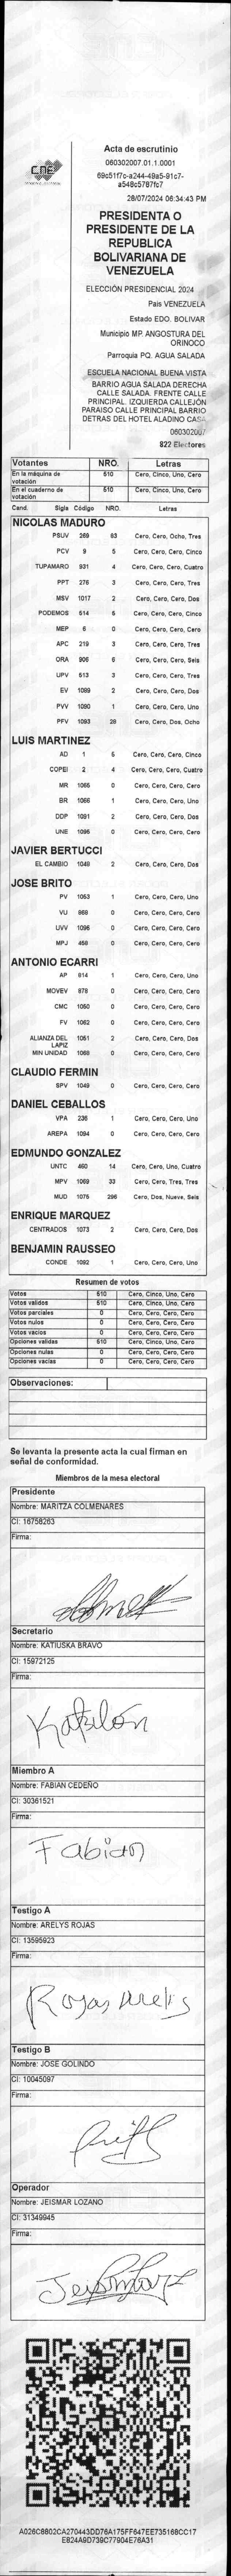 CNE
Acta de escrutinio
060302007.01.1.0001
28/07/2024 06:34:43 PM
PRESIDENTA O
PRESIDENTE DE LA
REPUBLICA
BOLIVARIANA DE
VENEZUELA
ELECCIÓN PRESIDENCIAL 2024
Pais VENEZUELA
Estado EDO. BOLIVAR
Municipio MP. ANGOSTURA DEL
ORINOCO
Parroquia PQ. AGUA SALADA
ESCUELA NACIONAL BUENA VISTA
BARRIO AGUA SALADA DERECHA
CALLE SALADA. FRENTE CALLE
PRINCIPAL. IZQUIERDA CALLEJÓN
PARAISO CALLE PRINCIPAL BARRIO
DETRAS DEL HOTEL ALADINO CASA
822 Electores
Votantes NRO. Letras
En la máquina de votación 510 Cero, Cinco, Uno, Cero
En el cuaderno de votación 510 Cero, Cinco, Uno, Cero
Cand. Sigla Código NRO. Letras
NICOLAS MADURO
PSUV 269 83 Cero, Cero, Ocho, Tres
PCV 9 5 Cero, Cero, Cero, Cinco
TUPAMARO 931 4 Cero, Cero, Cero, Cuatro
PPT 276 3 Cero, Cero, Cero, Tres
MSV 1017 2 Cero, Cero, Cero, Dos
PODEMOS 514 5 Cero, Cero, Cero, Cinco
MEP 6 0 Cero, Cero, Cero, Cero
APC 219 3 Cero, Cero, Cero, Tres
ORA 906 6 Cero, Cero, Cero, Seis
UPV 513 3 Cero, Cero, Cero, Tres
EV 1089 2 Cero, Cero, Cero, Dos
PVV 1090 1 Cero, Cero, Cero, Uno
PFV 1093 28 Cero, Cero, Dos, Ocho
LUIS MARTINEZ
AD 1 5 Cero, Cero, Cero, Cinco
COPEI 2 4 Cero, Cero, Cero, Cuatro
MR 1065 0 Cero, Cero, Cero, Cero
BR 1066 1 Cero, Cero, Cero, Uno
DDP 1091 2 Cero, Cero, Cero, Dos
UNE 1096 0 Cero, Cero, Cero, Cero
JAVIER BERTUCCI
EL CAMBIO 1048 2 Cero, Cero, Cero, Dos
JOSE BRITO
PV 1053 1 Cero, Cero, Cero, Uno
VU 868 0 Cero, Cero, Cero, Cero
UVV 0 Cero, Cero, Cero, Cero
MPJ 458 0 Cero, Cero, Cero, Cero
ANTONIO ECARRI
AP 814 1 Cero, Cero, Cero, Uno
MOVEV 878 0 Cero, Cero, Cero, Cero
CMC 1050 0 Cero, Cero, Cero, Cero
FV 1062 0 Cero, Cero, Cero, Cero
ALIANZA DEL LAPIZ 1051 2 Cero, Cero, Cero, Dos
MIN UNIDAD 1068 0 Cero, Cero, Cero, Cero
CLAUDIO FERMIN
SPV 1049 0 Cero, Cero, Cero, Cero
DANIEL CEBALLOS
VPA 236 1 Cero, Cero, Cero, Uno
AREPA 1094 0 Cero, Cero, Cero, Cero
EDMUNDO GONZALEZ
UNTC 460 14 Cero, Cero, Uno, Cuatro
MPV 1069 33 Cero, Cero, Tres, Tres
MUD 1075 296 Cero, Dos, Nueve, Seis
ENRIQUE MARQUEZ
CENTRADOS 1073 2 Cero, Cero, Cero, Dos
BENJAMIN RAUSSEO
CONDE 1092 1 Cero, Cero, Cero, Uno
Resumen de votos
Votos 510 Cero, Cinco, Uno, Cero
Votos validos 510 Cero, Cinco, Uno, Cero
Votos parciales 0 Cero, Cero, Cero, Cero
Votos nulos 0 Cero, Cero, Cero, Cero
Votos vacios 0 Cero, Cero, Cero, Cero
Opciones validas 510 Cero, Cinco, Uno, Cero
Opciones nulas 0 Cero, Cero, Cero, Cero
Opciones vacias 0 Cero, Cero, Cero, Cero
Observaciones:
Se levanta la presente acta la cual firman en
señal de conformidad.
Miembros de la mesa electoral
Presidente
Nombre: MARITZA COLMENARES
CI: 16758263
Firma:
Secretario
Nombre: KATIUSKA BRAVO
CI: 15972125
Firma:
Miembro A
Nombre: FABIAN CEDEÑO
CI: 30361521
Firma:
Fabian
Testigo A
Nombre: ARELYS ROJAS
CI: 13595923
Firma:
Rojas Arelis
Testigo B
Nombre: JOSE GOLINDO
CI: 10045097
Firma:
Operador
Nombre: JEISMAR LOZANO
CI: 31349945
Firma: